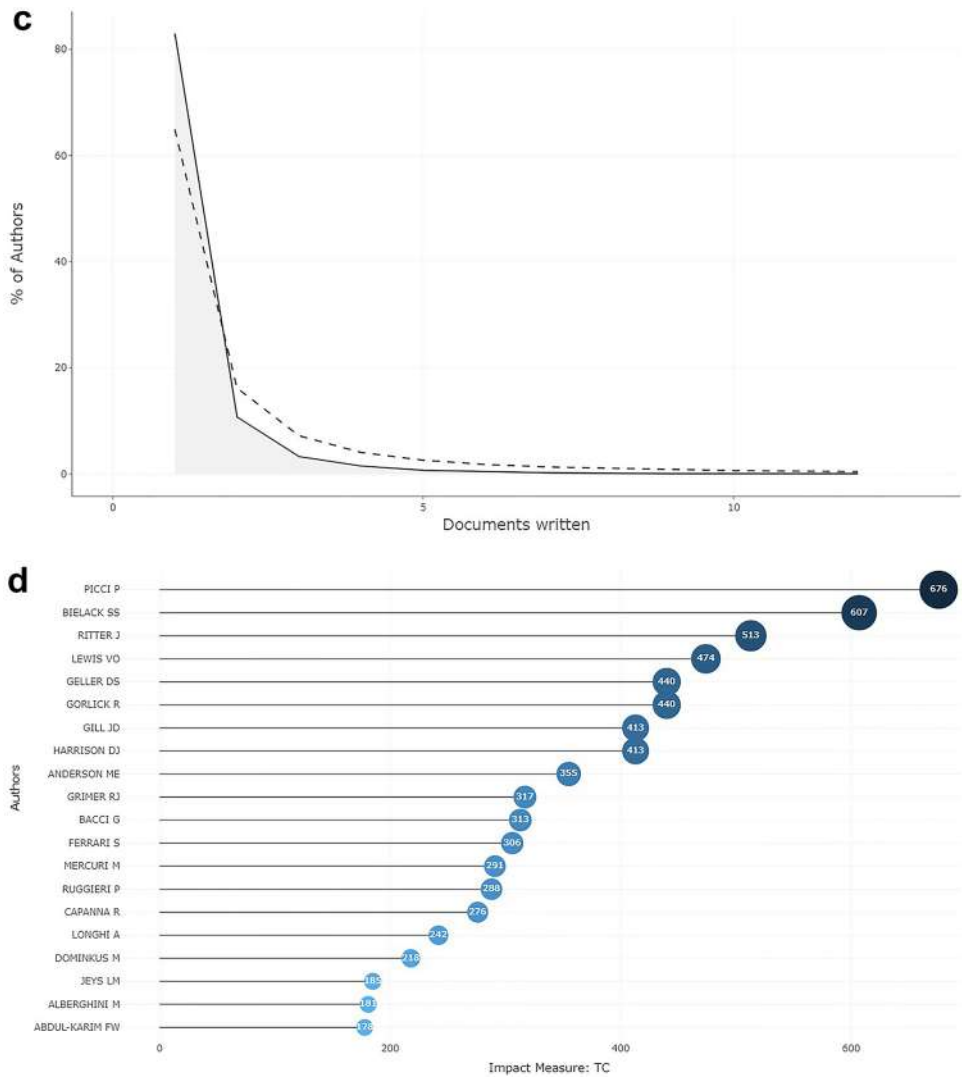 c
80
60
40
20
0
% of Authors
0 5 10
Documents written
d
PICCI P 676
BIELACK SS 607
RITTER J 513
LEWIS VO 474
GELLER DS 440
GORLICK R 440
GILL JD 413
HARRISON DJ 413
ANDERSON ME 355
GRIMER RJ 317
BACCI G 313
FERRARI S 306
MERCURI M 291
RUGGIERI P 288
CAPANNA R 276
LONGHI A 242
DOMINKUS M 218
JEYS LM 185
ALBERGHINI M 181
ABDUL-KARIM FW 178
Authors
0 200 400 600
Impact Measure: TC